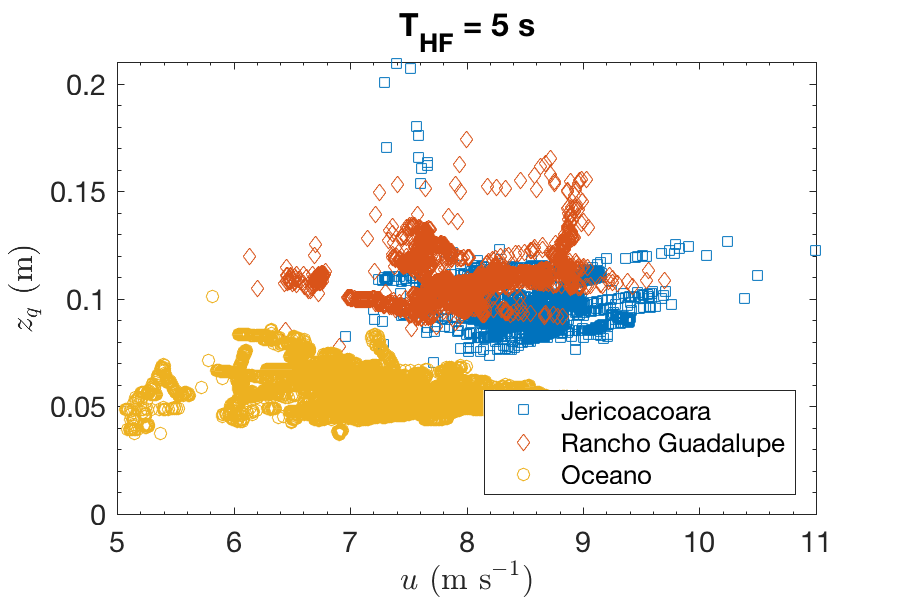 T_HF = 5 s
0.2
0.15
0.1
0.05
0
z_q (m)
Jericoacoara
Rancho Guadalupe
Oceano
5 6 7 8 9 10 11
u (m s⁻¹)